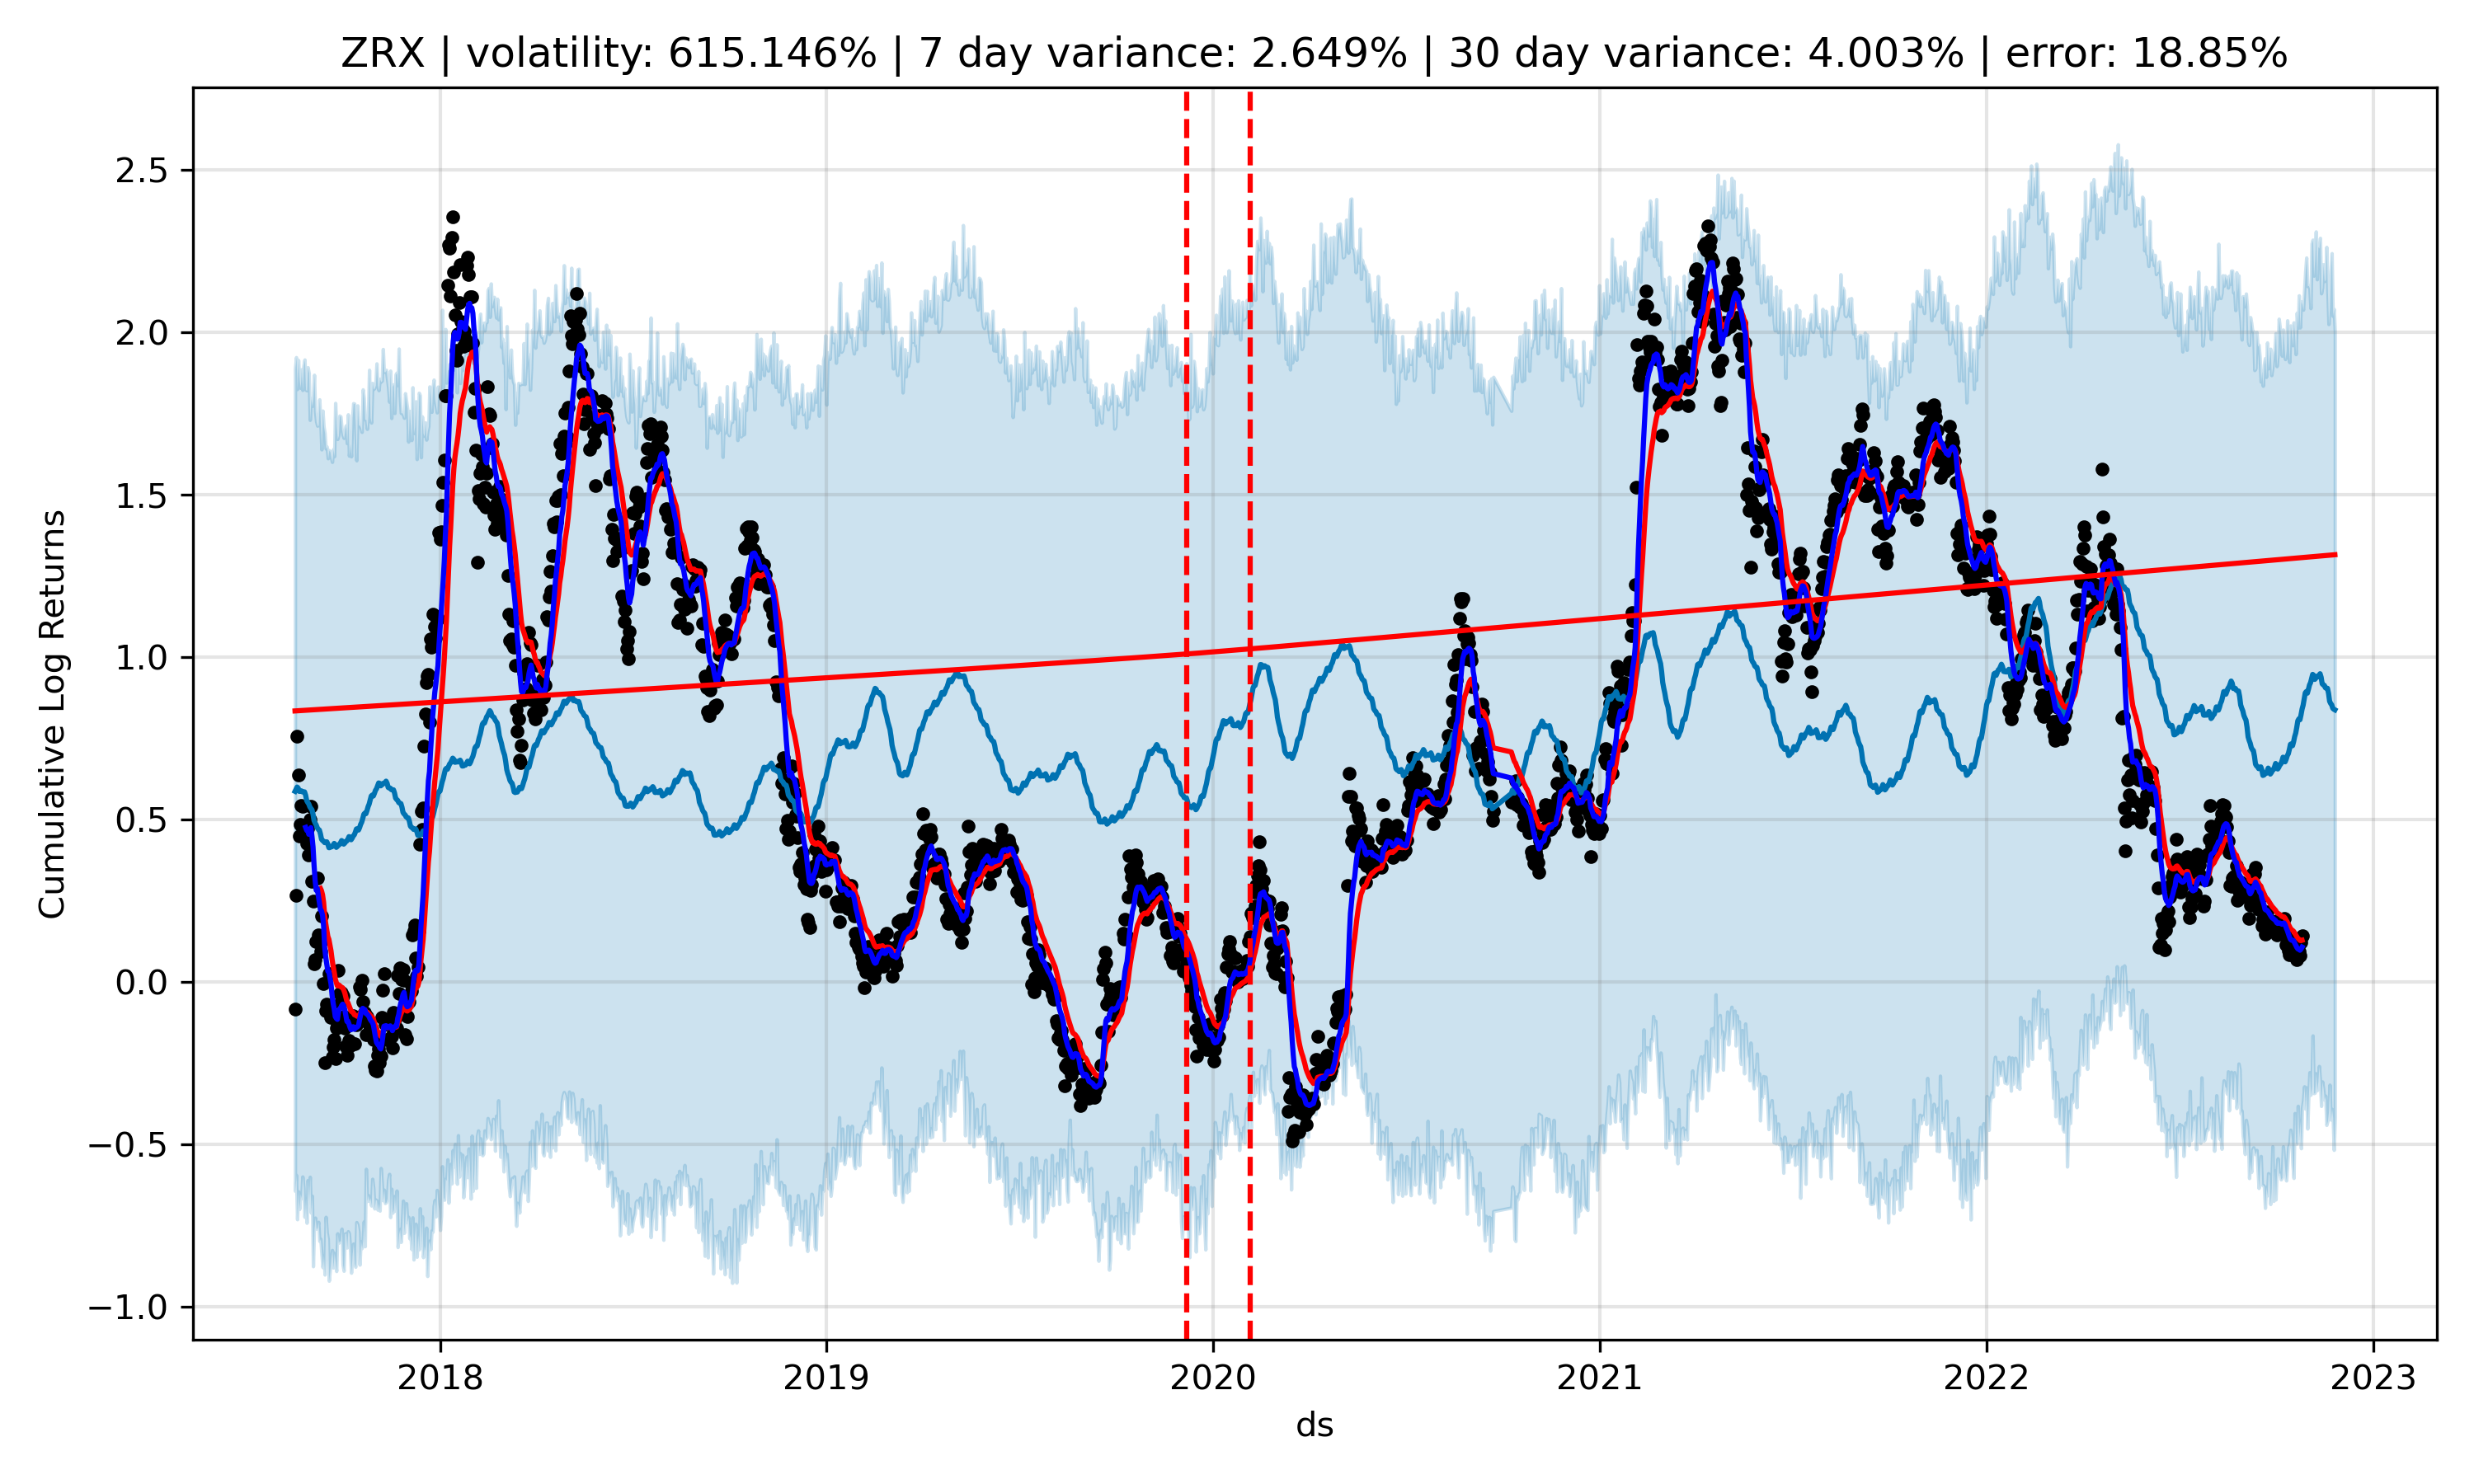 ZRX | volatility: 615.146% | 7 day variance: 2.649% | 30 day variance: 4.003% | error: 18.85%
2.5
2.0
1.5
1.0
0.5
0.0
−0.5
−1.0
Cumulative Log Returns
2018 2019 2020 2021 2022 2023
ds